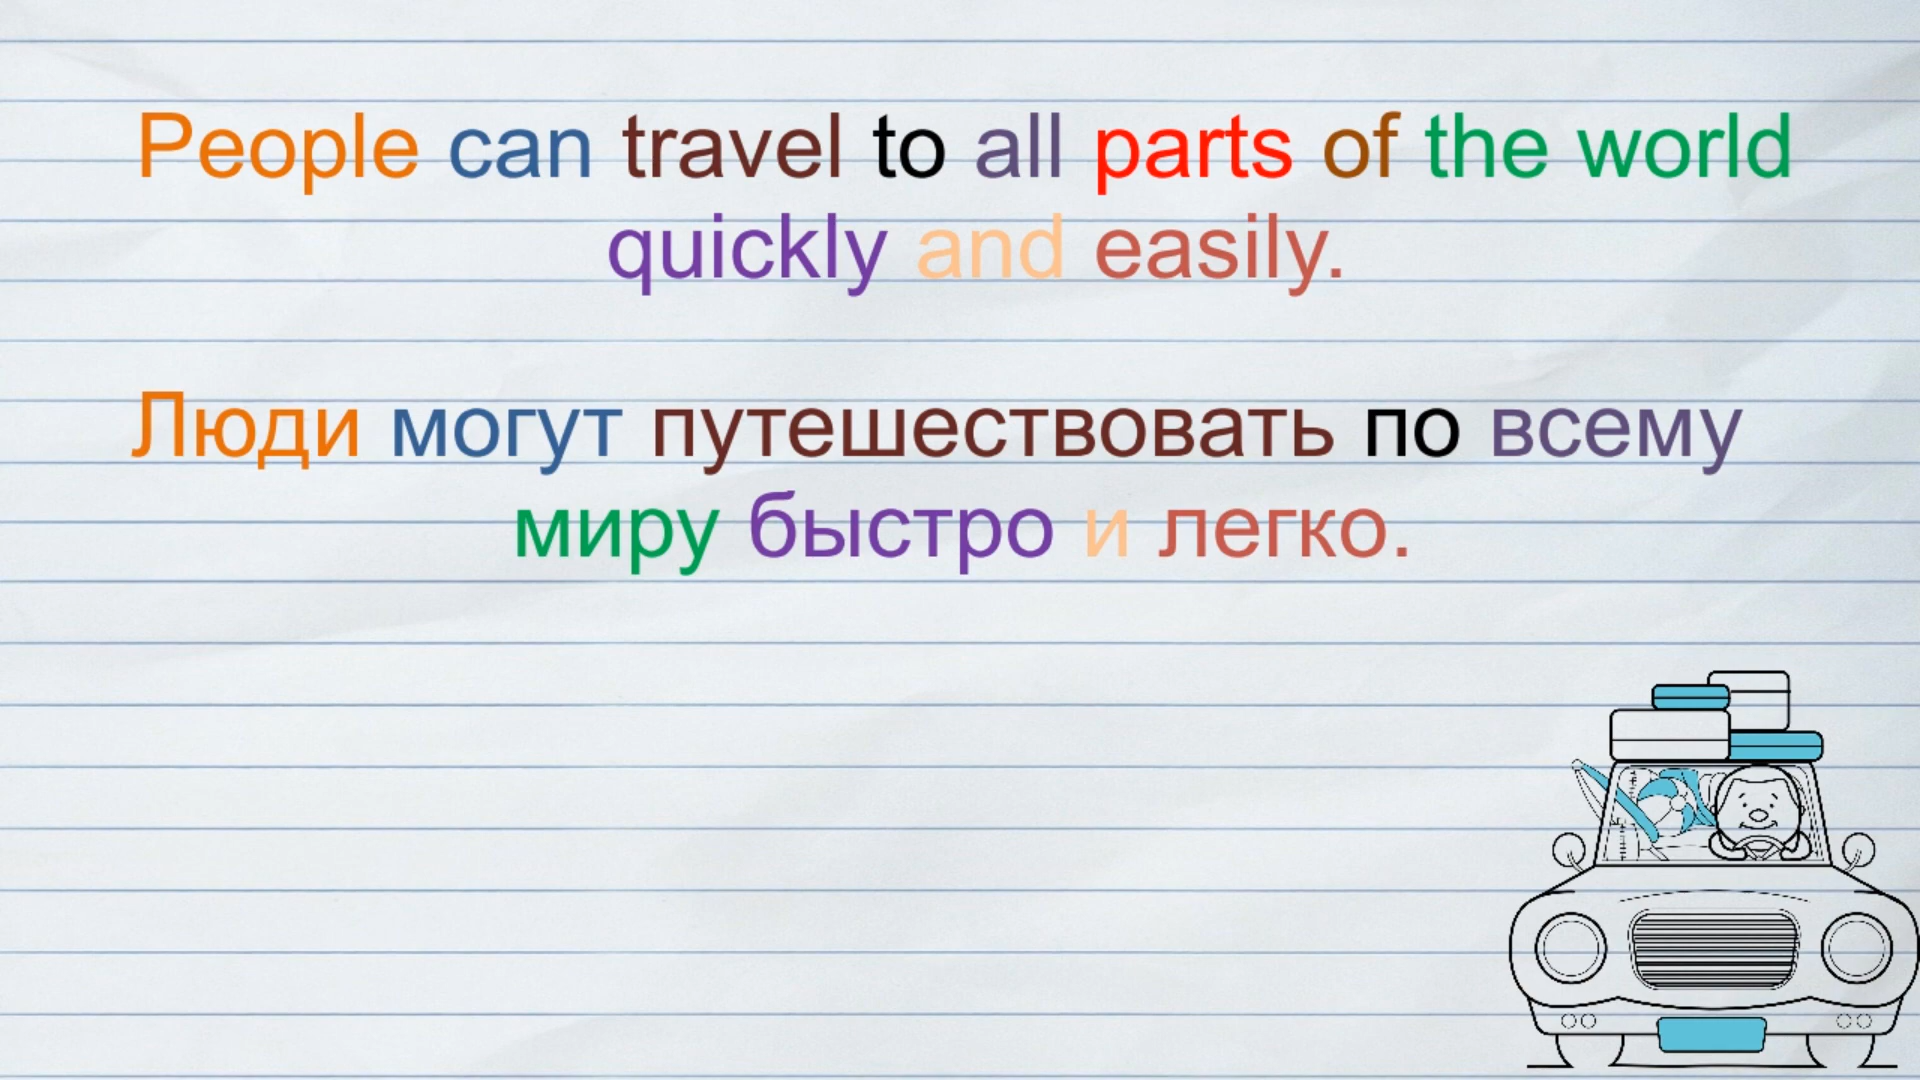 People can travel to all parts of the world
quickly and easily.
Люди могут путешествовать по всему
миру быстро и легко.